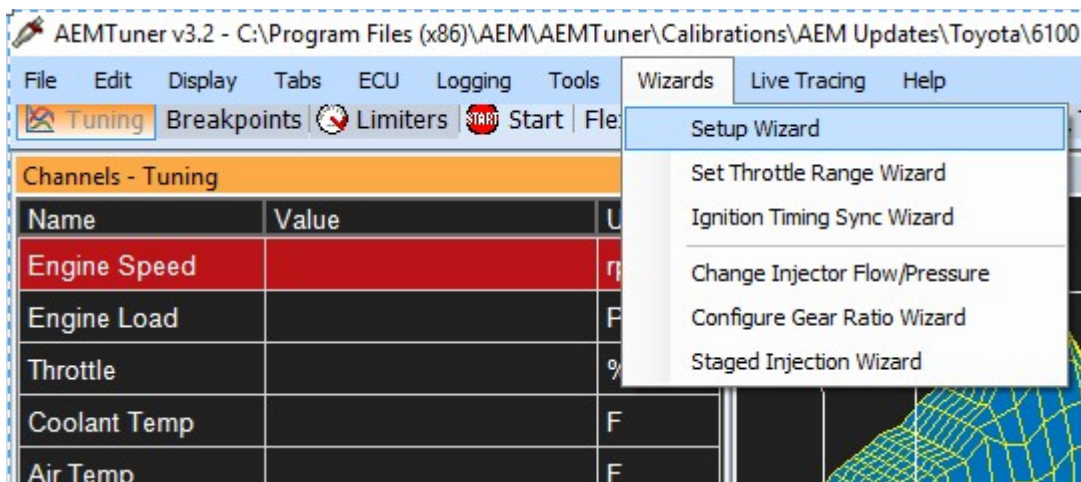 AEMTuner v3.2 - C:\Program Files (x86)\AEM\AEMTuner\Calibrations\AEM Updates\Toyota\6100
File Edit Display Tabs ECU Logging Tools Wizards Live Tracing Help
Tuning Breakpoints START Limiters Start
Setup Wizard
Set Throttle Range Wizard
Ignition Timing Sync Wizard
Change Injector Flow/Pressure
Configure Gear Ratio Wizard
Staged Injection Wizard
Channels - Tuning
Name Value
Engine Speed
Engine Load
Throttle %
Coolant Temp F
Air Temp F